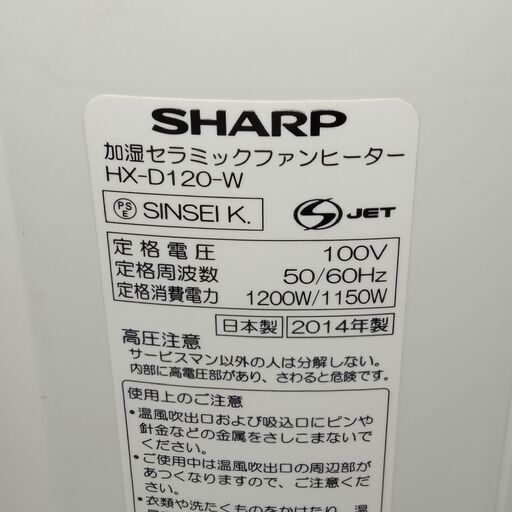 SHARP
加湿セラミックファンヒーター
HX-D120-W
PSE SINSEI K. JET
定格電圧 100V
定格周波数 50/60Hz
定格消費電力 1200W/1150W
日本製 2014年製
高圧注意
サービスマン以外の人は分解しない。
内部に高電圧部があり、さわると危険です。
使用上のご注意
•温風吹出口および吸込口にピンや
針金などの金属をさしこまないで
ください。
•ご使用中は温風吹出口の周辺部が
あつくなりますので、ご注意くだ
さい。
•衣類や洗たくものをかけたり、温